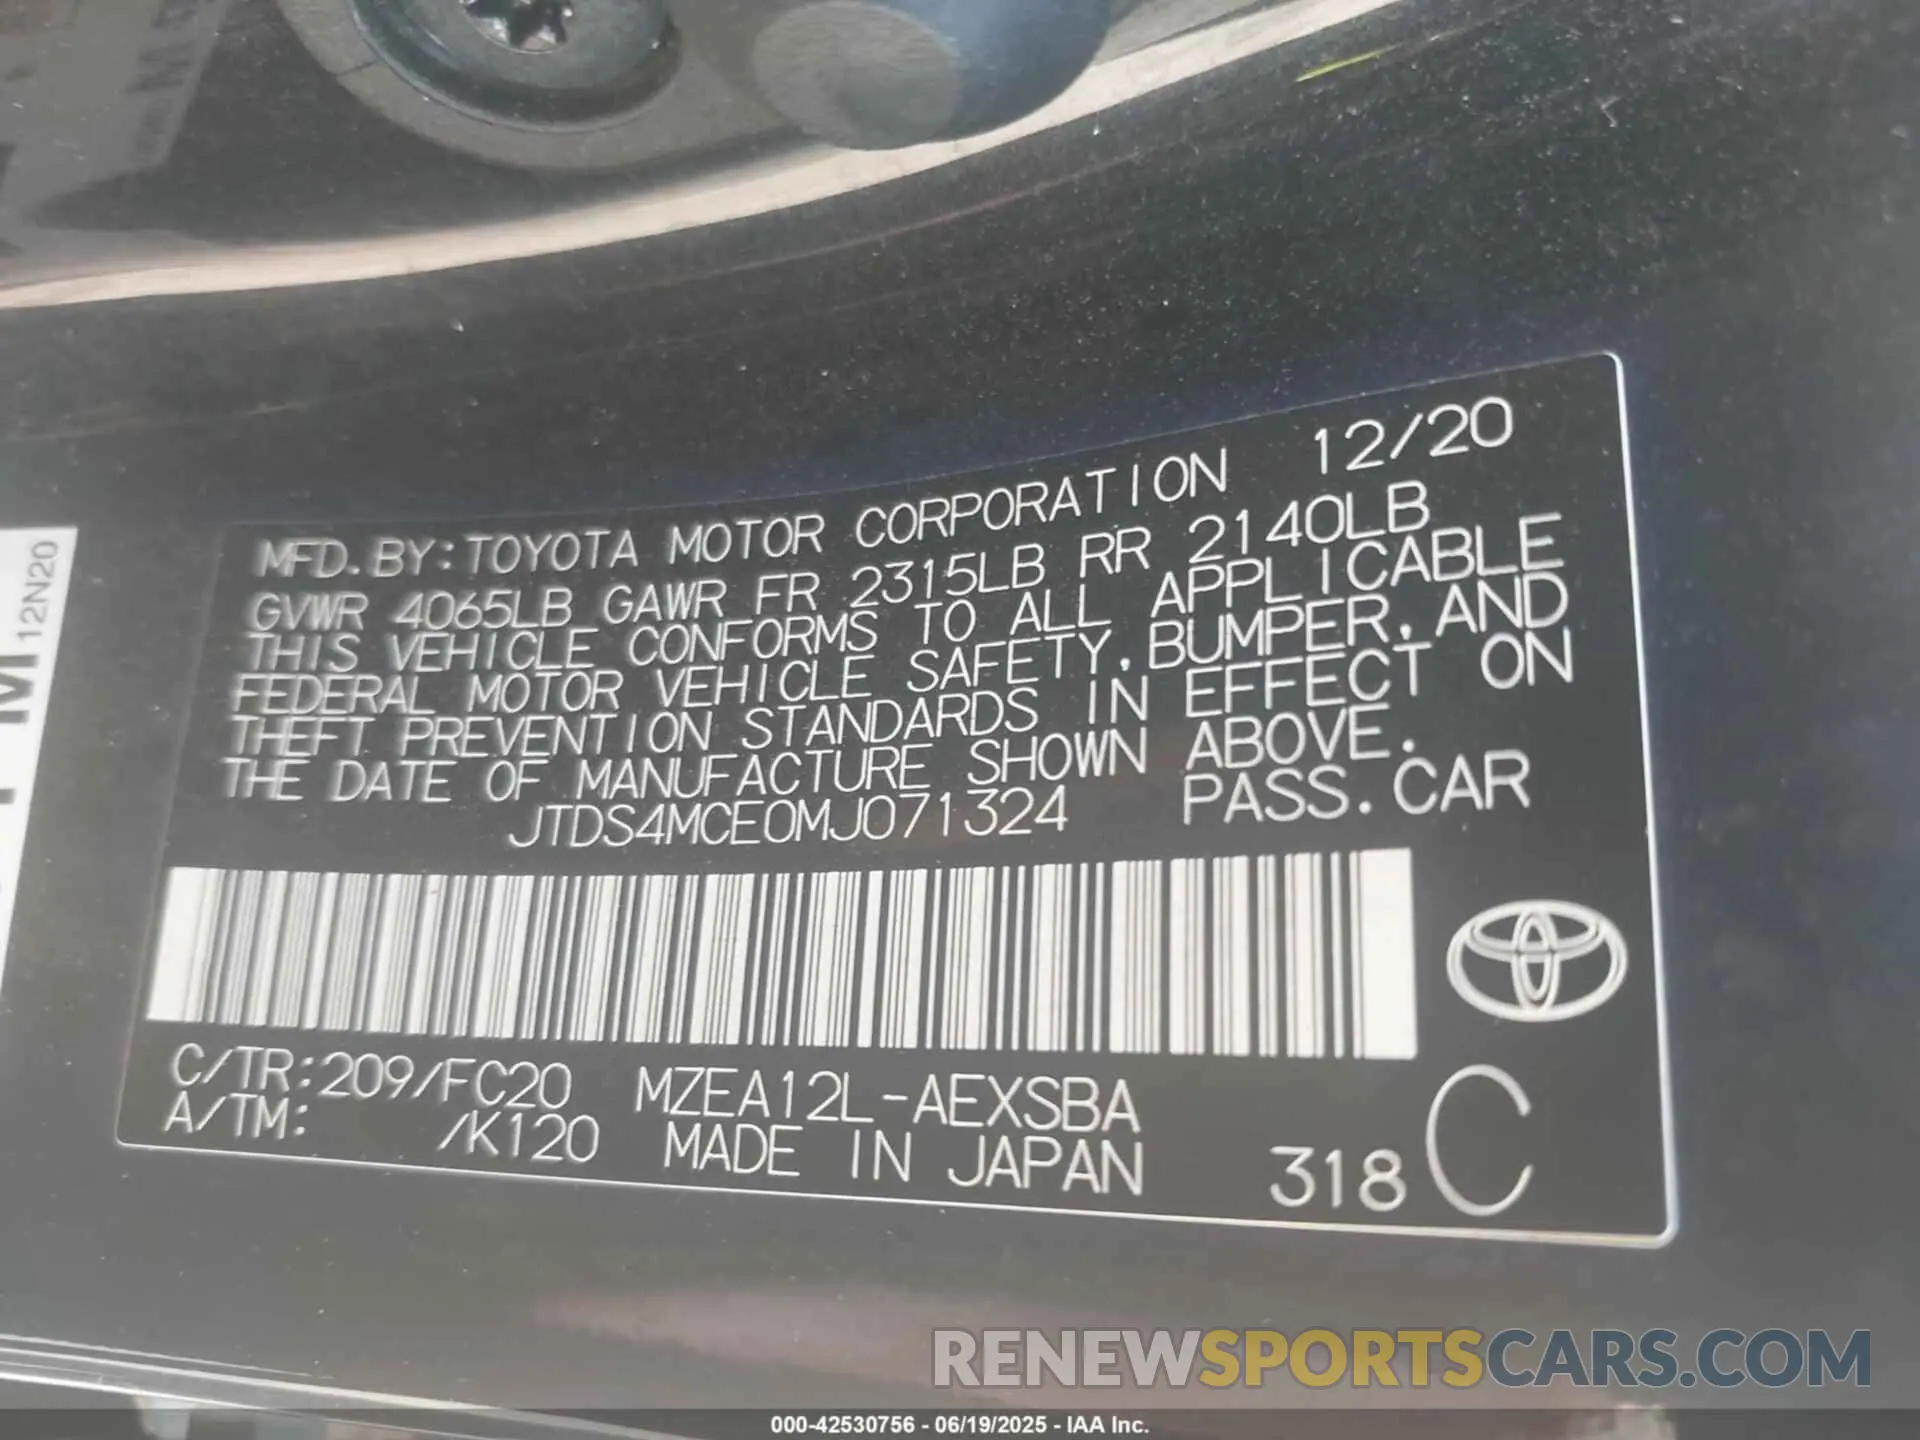 12N20
MFD. BY: TOYOTA MOTOR CORPORATION 12/20
GVWR 4065LB GAWR FR 2315LB RR 2140LB
THIS VEHICLE CONFORMS TO ALL APPLICABLE
FEDERAL MOTOR VEHICLE SAFETY, BUMPER, AND
THEFT PREVENTION STANDARDS IN EFFECT ON
THE DATE OF MANUFACTURE SHOWN ABOVE.
JTDS4MCE0MJ071324 PASS. CAR
C/TR: 209/FC20 MZEA12L-AEXSBA
A/TM: /K120 MADE IN JAPAN 318 C
RENEWSPORTSCARS.COM
000-42530756 - 06/19/2025 - IAA Inc.